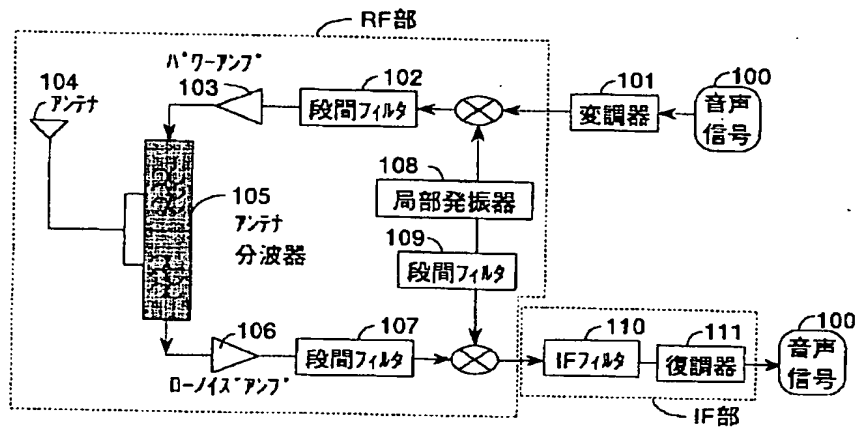 RF部
104
アンテナ
パワーアンプ
103
102
段間フィルタ
101
変調器
100
音声
信号
105
アンテナ
分波器
108
局部発振器
109
段間フィルタ
106
ローノイズアンプ
107
段間フィルタ
110
IFフィルタ
111
復調器
100
音声
信号
IF部